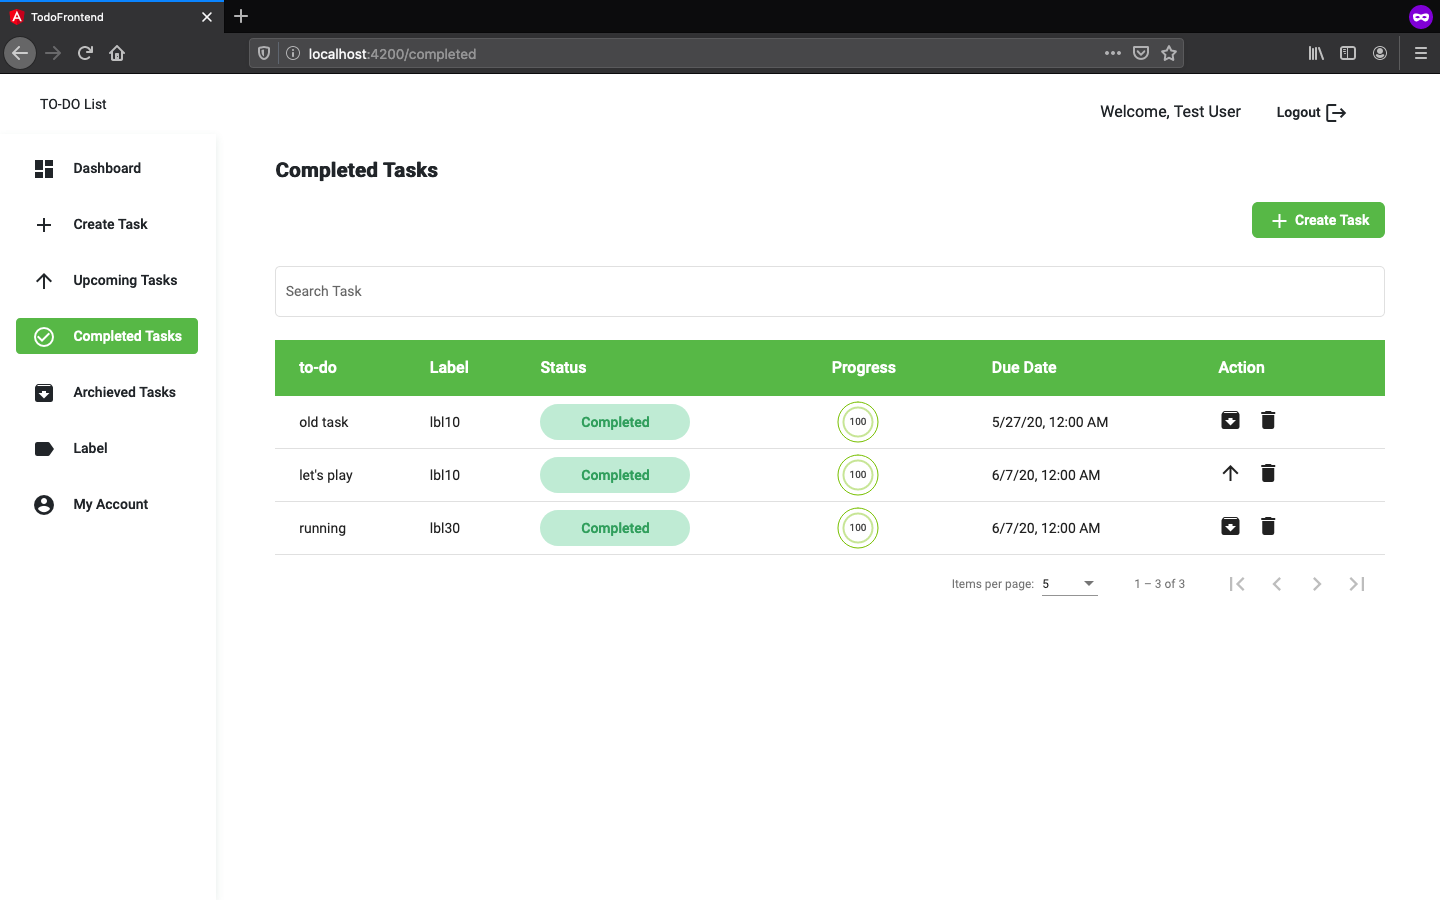 TodoFrontend
localhost:4200/completed
TO-DO List
Welcome, Test User
Logout
Dashboard
Create Task
Upcoming Tasks
Completed Tasks
Archieved Tasks
Label
My Account
Completed Tasks
Create Task
Search Task
to-do Label Status Progress Due Date Action
old task lbl10 Completed 100 5/27/20, 12:00 AM
let's play lbl10 Completed 100 6/7/20, 12:00 AM
running lbl30 Completed 100 6/7/20, 12:00 AM
Items per page: 5 1 – 3 of 3